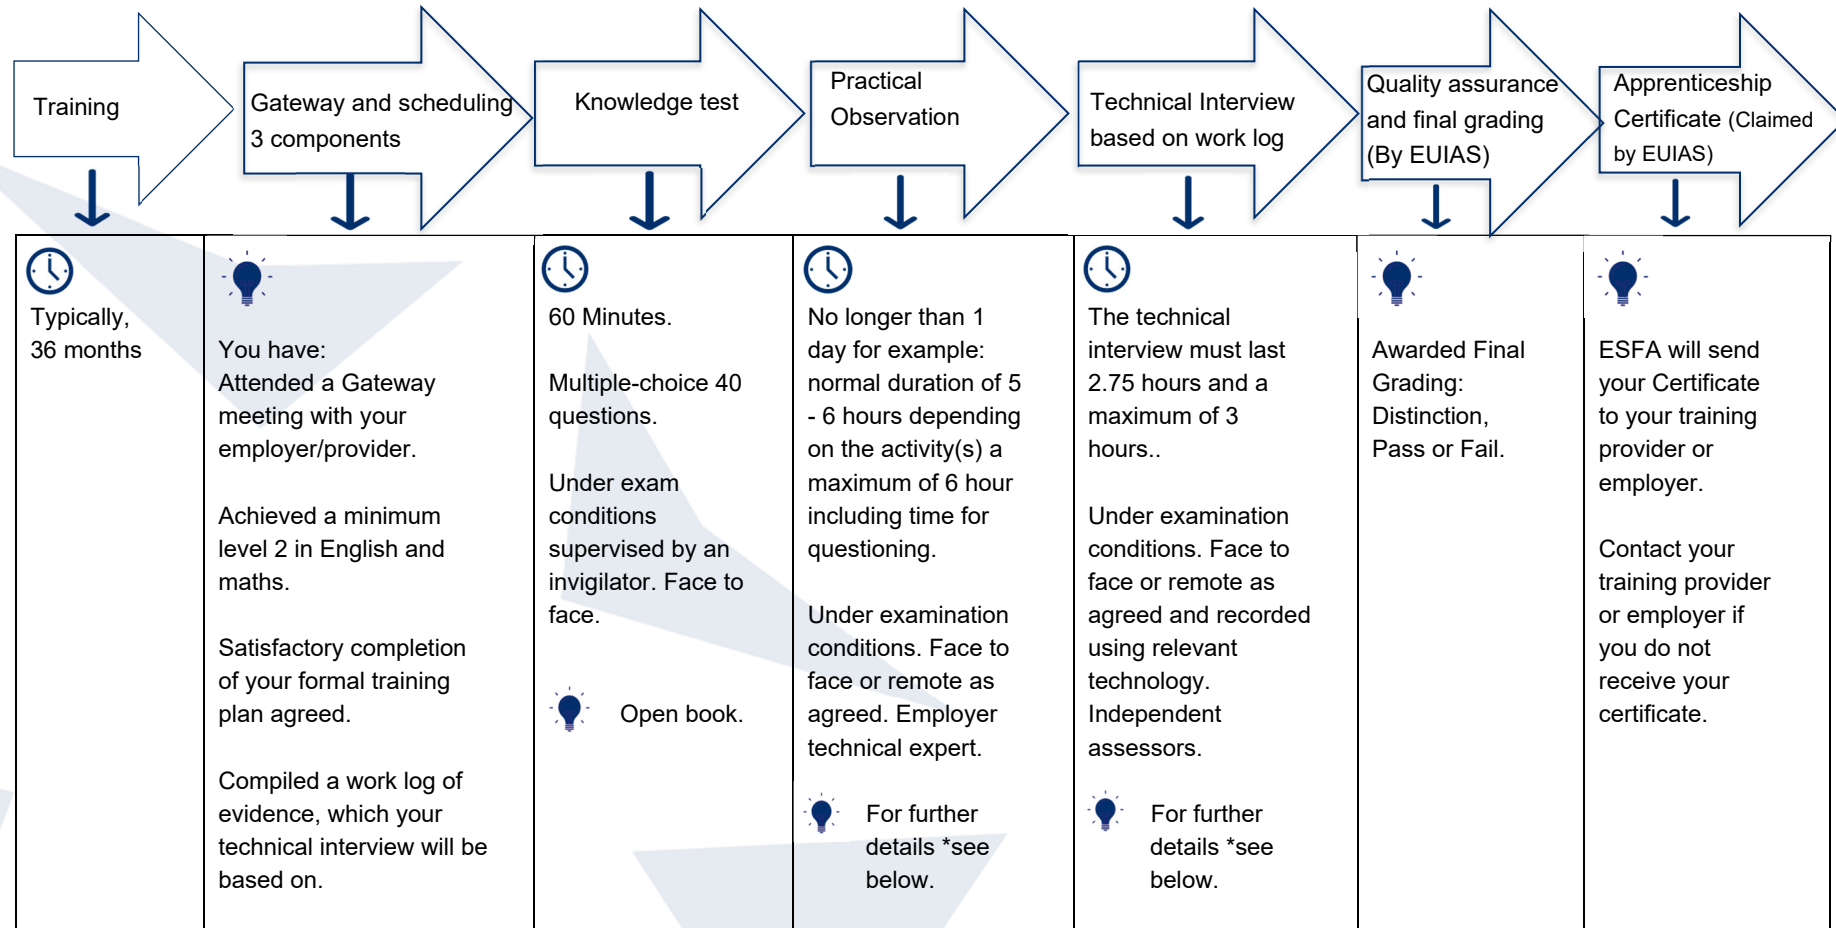 Training
Gateway and scheduling
3 components
Knowledge test
Practical
Observation
Technical Interview
based on work log
Quality assurance
and final grading
(By EUIAS)
Apprenticeship
Certificate (Claimed
by EUIAS)
Typically,
36 months
You have:
Attended a Gateway
meeting with your
employer/provider.
Achieved a minimum
level 2 in English and
maths.
Satisfactory completion
of your formal training
plan agreed.
Compiled a work log of
evidence, which your
technical interview will be
based on.
60 Minutes.
Multiple-choice 40
questions.
Under exam
conditions
supervised by an
invigilator. Face to
face.
Open book.
No longer than 1
day for example:
normal duration of 5
- 6 hours depending
on the activity(s) a
maximum of 6 hour
including time for
questioning.
Under examination
conditions. Face to
face or remote as
agreed. Employer
technical expert.
For further
details *see
below.
The technical
interview must last
2.75 hours and a
maximum of 3
hours..
Under examination
conditions. Face to
face or remote as
agreed and recorded
using relevant
technology.
Independent
assessors.
For further
details *see
below.
Awarded Final
Grading:
Distinction,
Pass or Fail.
ESFA will send
your Certificate
to your training
provider or
employer.
Contact your
training provider
or employer if
you do not
receive your
certificate.